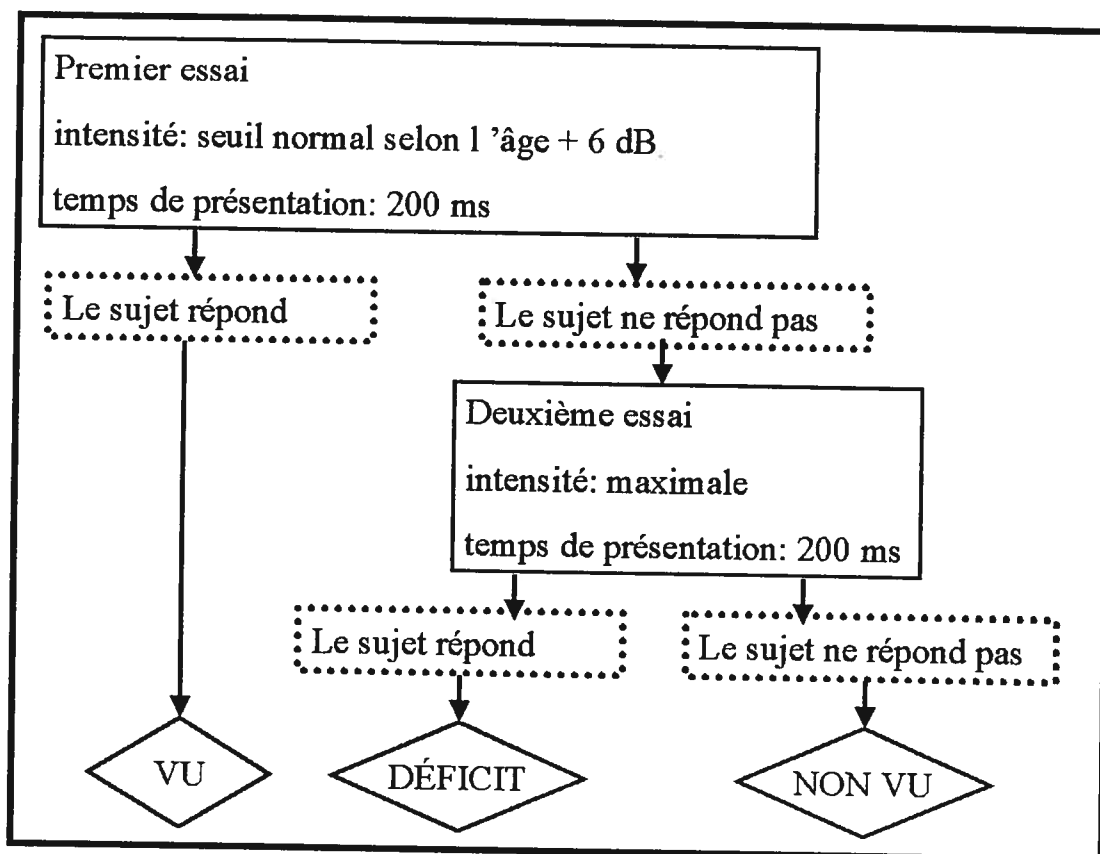 Premier essai
intensité: seuil normal selon l ’âge + 6 dB
temps de présentation: 200 ms
Le sujet répond
Le sujet ne répond pas
Deuxième essai
intensité: maximale
temps de présentation: 200 ms
Le sujet répond
Le sujet ne répond pas
VU
DÉFICIT
NON VU